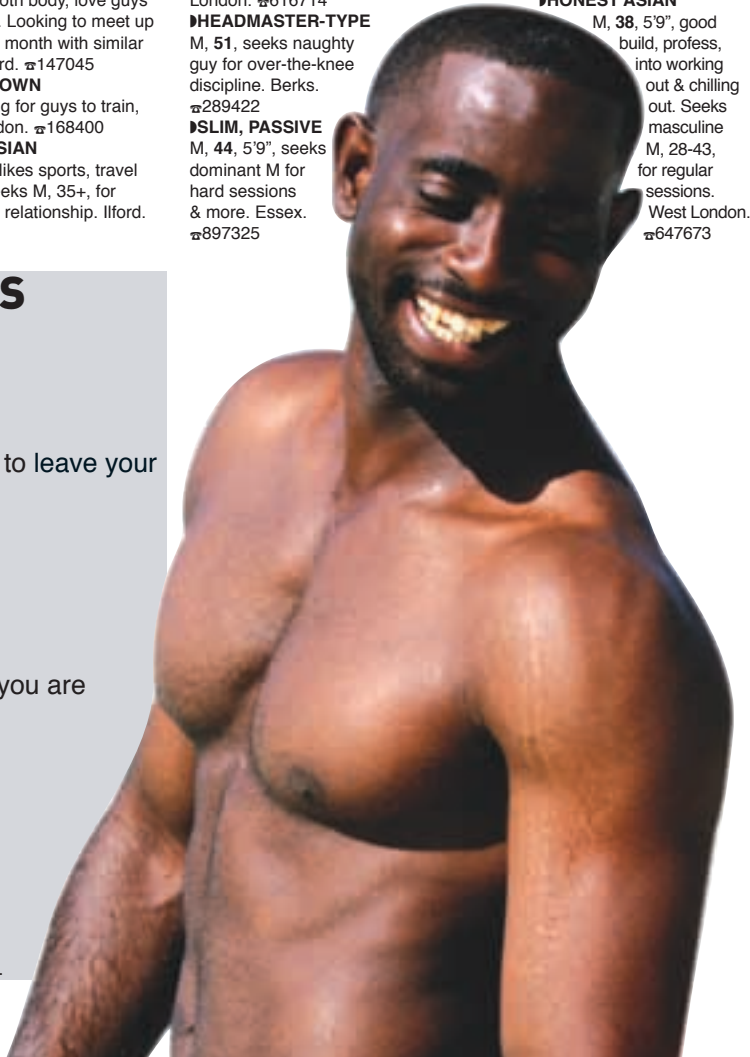 oth body, love guys
. Looking to meet up
month with similar
rd. ☎147045
OWN
g for guys to train,
don. ☎168400
SIAN
likes sports, travel
eks M, 35+, for
relationship. Ilford.
London. ☎616714
◗HEADMASTER-TYPE
M, 51, seeks naughty
guy for over-the-knee
discipline. Berks.
☎289422
◗SLIM, PASSIVE
M, 44, 5’9”, seeks
dominant M for
hard sessions
& more. Essex.
☎897325
◗HONEST ASIAN
M, 38, 5’9”, good
build, profess,
into working
out & chilling
out. Seeks
masculine
M, 28-43,
for regular
sessions.
West London.
☎647673
S
to leave your
you are